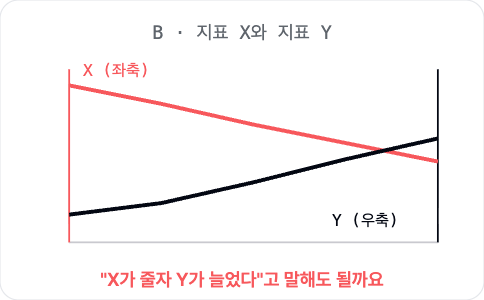 B · 지표 X와 지표 Y
X (좌축)
Y (우축)
"X가 줄자 Y가 늘었다"고 말해도 될까요